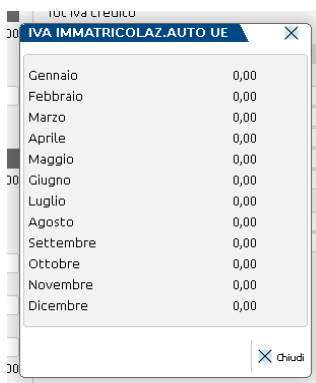 Tot iva credito
IVA IMMATRICOLAZ.AUTO UE
Gennaio 0,00
Febbraio 0,00
Marzo 0,00
Aprile 0,00
Maggio 0,00
Giugno 0,00
Luglio 0,00
Agosto 0,00
Settembre 0,00
Ottobre 0,00
Novembre 0,00
Dicembre 0,00
Chiudi